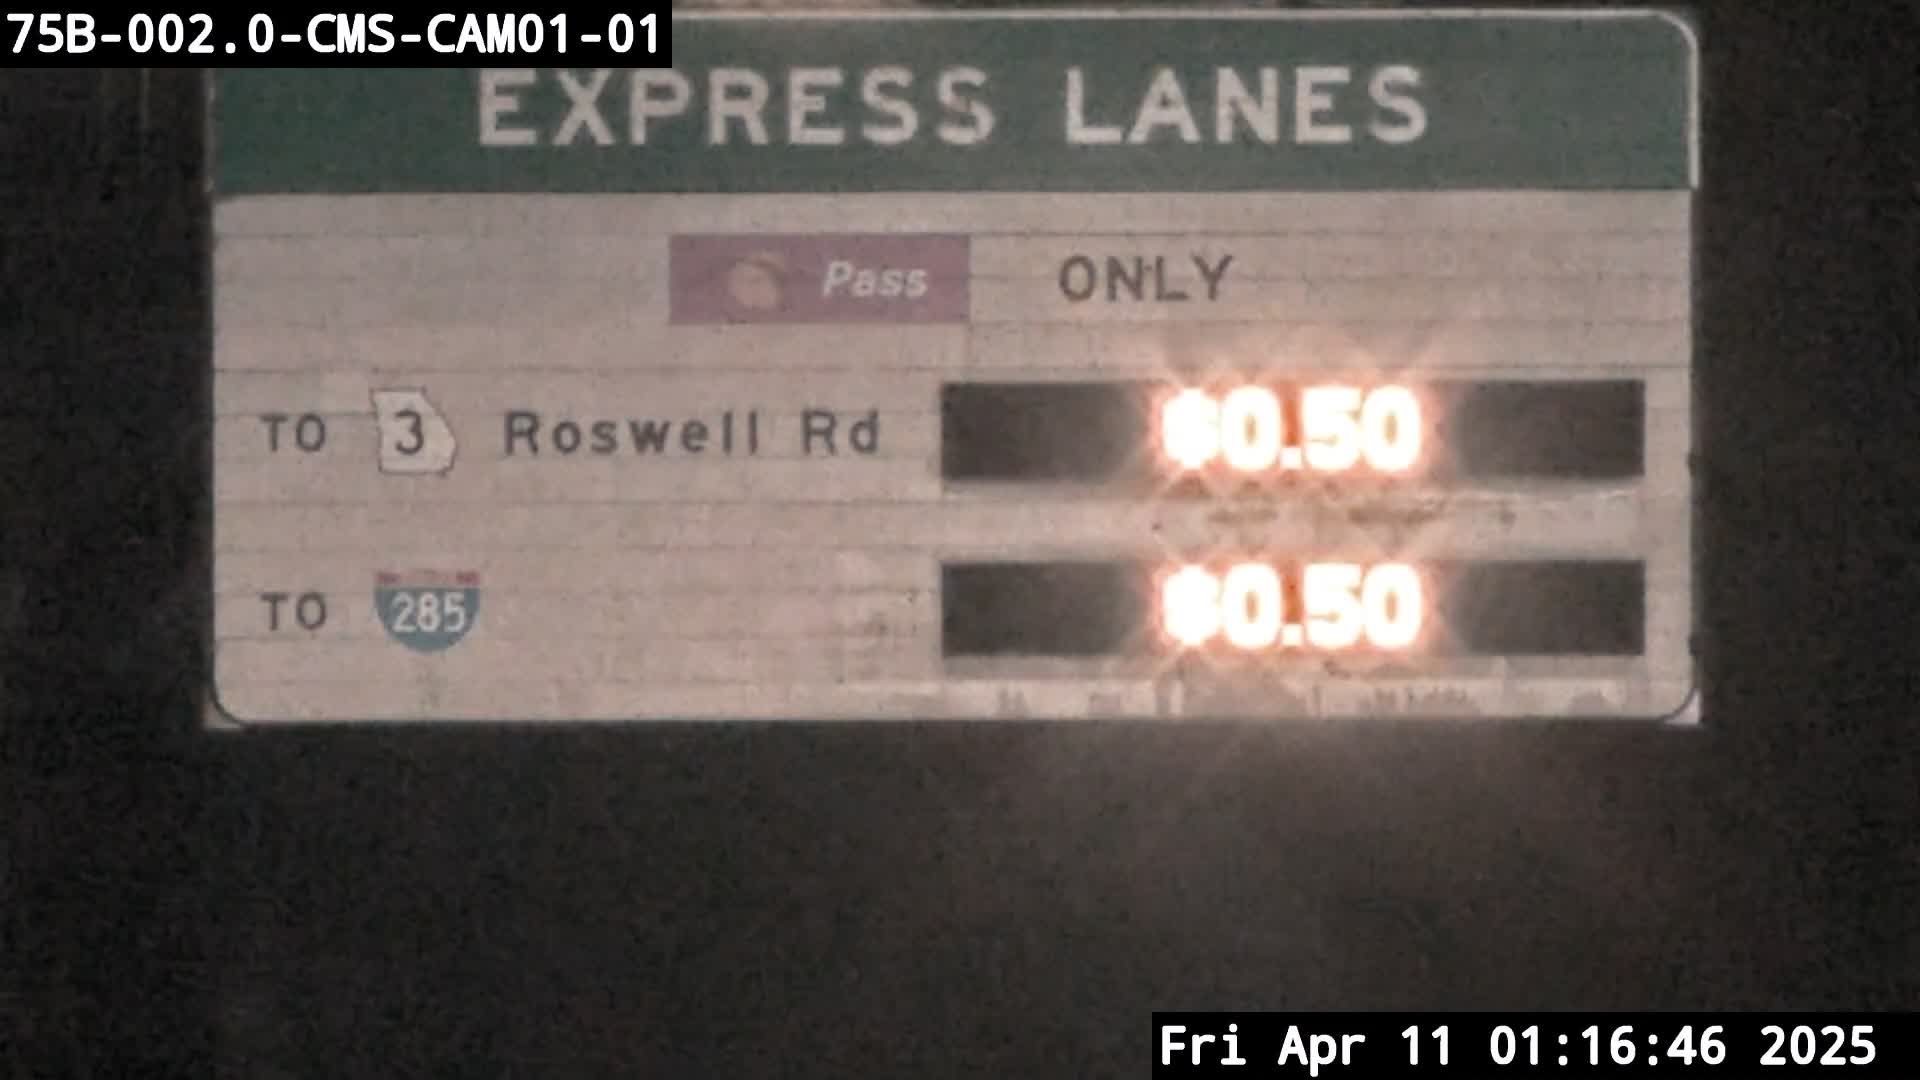 75B-002.0-CMS-CAM01-01
EXPRESS LANES
Pass ONLY
TO 3 Roswell Rd $0.50
TO 285 $0.50
Fri Apr 11 01:16:46 2025